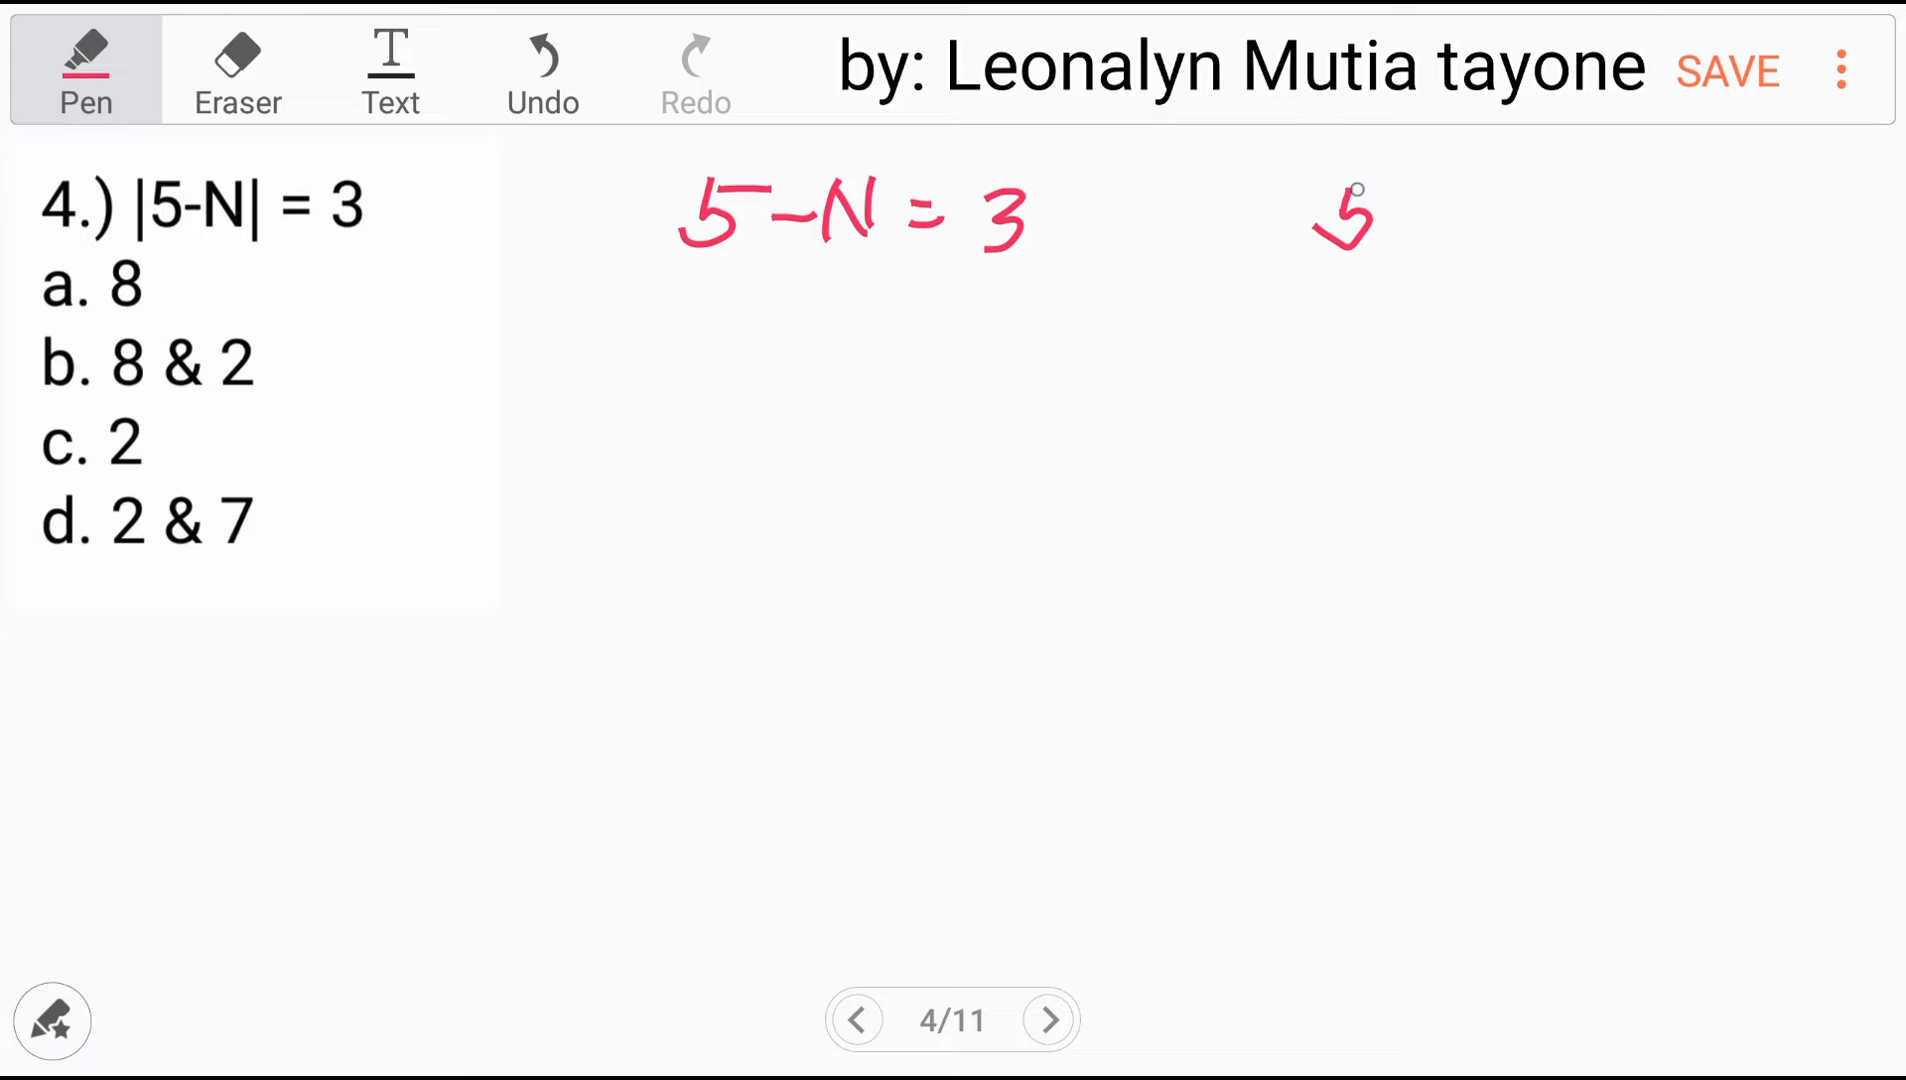 Pen
Eraser
Text
Undo
Redo
by: Leonalyn Mutia tayone
SAVE
4.) |5-N| = 3
a. 8
b. 8 & 2
c. 2
d. 2 & 7
5-N = 3
5
4/11